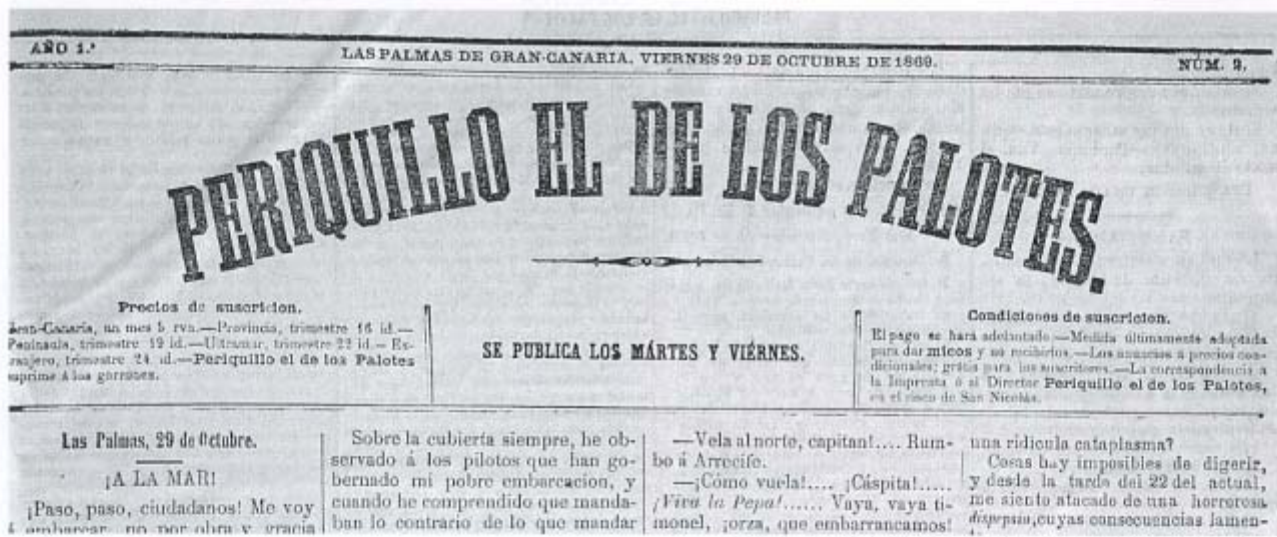 AÑO 1.º
LAS PALMAS DE GRAN-CANARIA, VIERNES 29 DE OCTUBRE DE 1869.
NÚM. 2.
PERIQUILLO EL DE LOS PALOTES.
Precios de suscricion.
Gran-Canaria, un mes 5 rvn.—Provincia, trimestre 16 id.—
Peninsula, trimestre 19 id.—Ultramar, trimestre 22 id.—Es-
tranjero, trimestre 24 id.—Periquillo el de los Palotes
suprime á los gorrones.
SE PUBLICA LOS MÁRTES Y VIÉRNES.
Condiciones de suscricion.
El pago se hará adelantado—Medida últimamente adoptada
para dar micos y no recibirlos.—Los anuncios á precios con-
dicionales; grátis para los suscritores.—La correspondencia á
la Imprenta ó al Director Periquillo el de los Palotes,
en el risco de San Nicolás.
Las Palmas, 29 de Octubre.
¡A LA MAR!
¡Paso, paso, ciudadanos! Me voy
á embarcar, no por obra y gracia
Sobre la cubierta siempre, he ob-
servado á los pilotos que han go-
bernado mi pobre embarcacion, y
cuando he comprendido que manda-
ban lo contrario de lo que mandar
—Vela al norte, capitan!.... Rum-
bo á Arrecife.
—¡Cómo vuela!.... ¡Cáspita!.....
¡Viva la Pepa!...... Vaya, vaya ti-
monel, ¡orza, que embarrancamos!
una ridícula cataplasma?
Cosas hay imposibles de digerir,
y desde la tarde del 22 del actual,
me siento atacado de una horrorosa
dispepsia, cuyas consecuencias lamen-